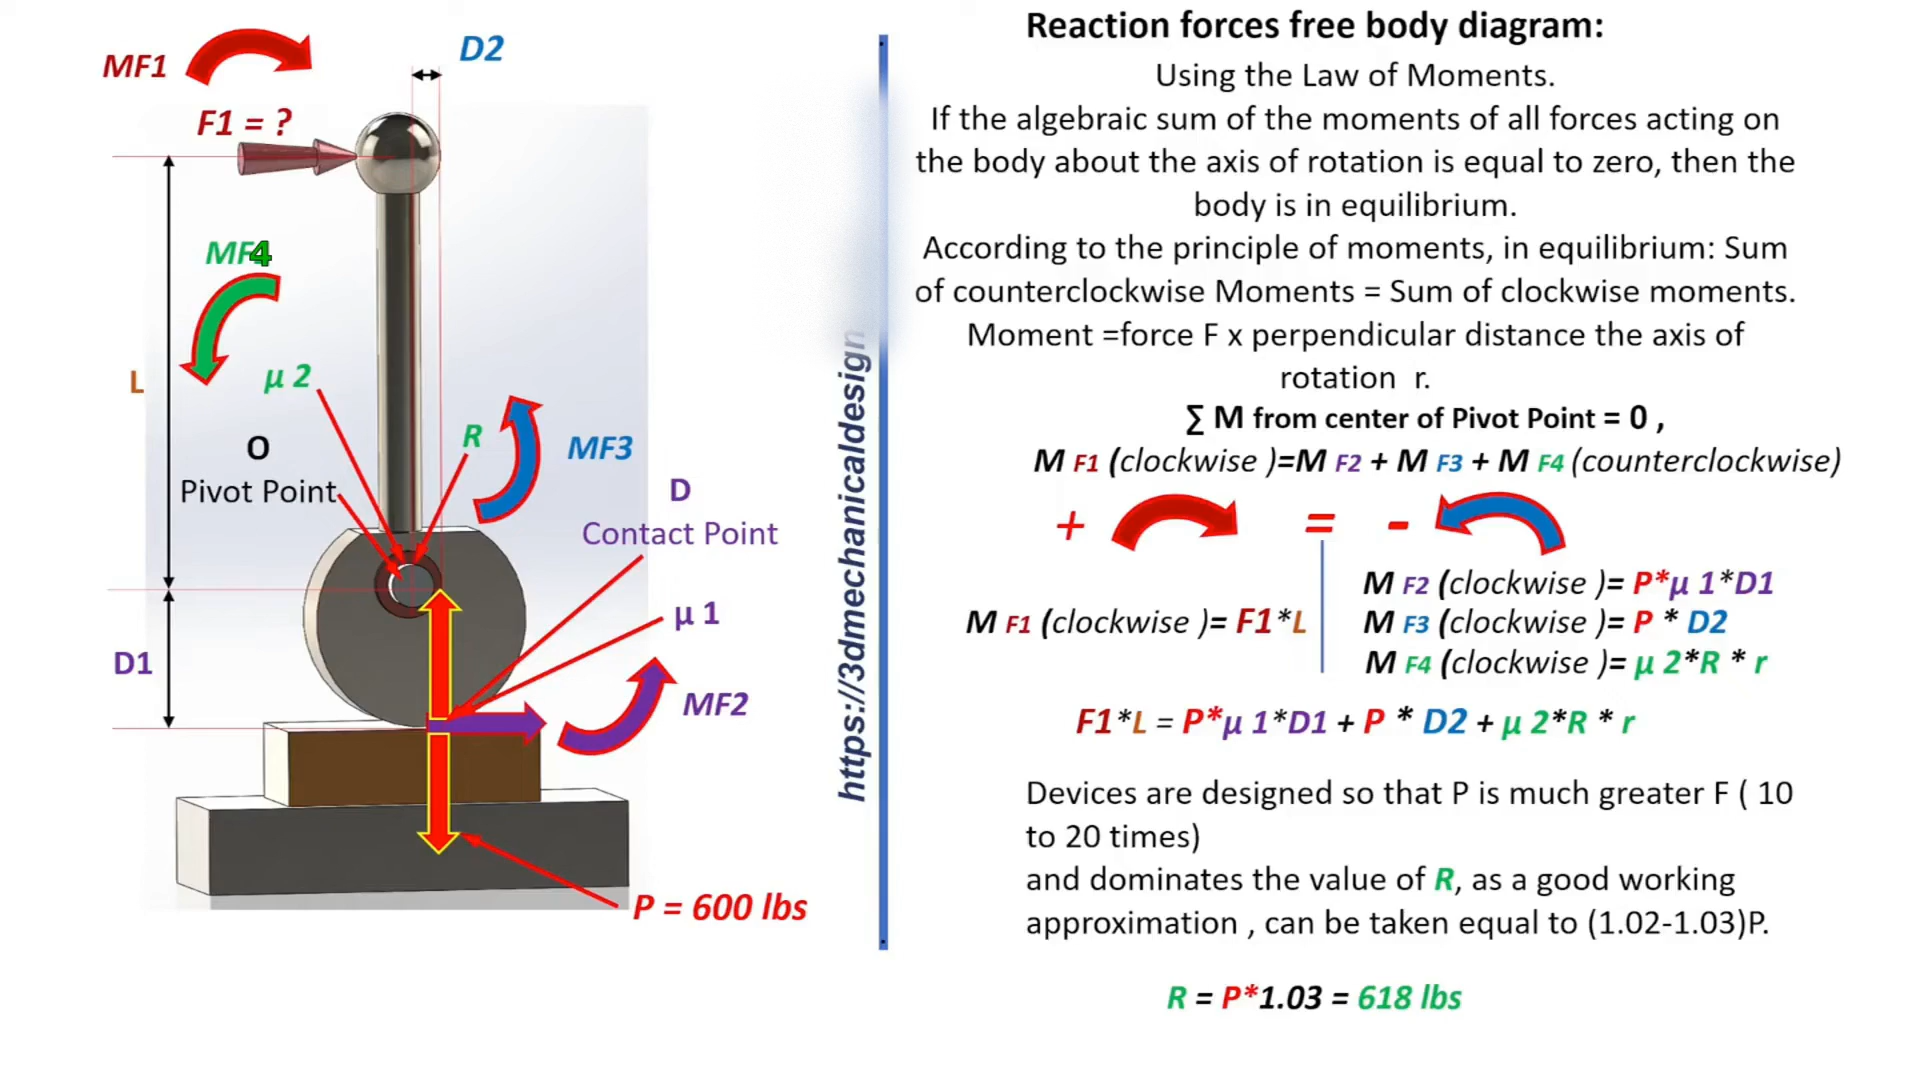 MF1
D2
F1 = ?
MF4
L
μ 2
R
MF3
O
Pivot Point
D
Contact Point
μ 1
D1
MF2
P = 600 lbs
https://3dmechanicaldesign
Reaction forces free body diagram:
Using the Law of Moments.
If the algebraic sum of the moments of all forces acting on
the body about the axis of rotation is equal to zero, then the
body is in equilibrium.
According to the principle of moments, in equilibrium: Sum
of counterclockwise Moments = Sum of clockwise moments.
Moment =force F x perpendicular distance the axis of
rotation r.
∑ M from center of Pivot Point = 0 ,
M F1 (clockwise )=M F2 + M F3 + M F4 (counterclockwise)
+ = -
M F2 (clockwise )= P*μ 1*D1
M F1 (clockwise )= F1*L
M F3 (clockwise )= P * D2
M F4 (clockwise )= μ 2*R * r
F1*L = P*μ 1*D1 + P * D2 + μ 2*R * r
Devices are designed so that P is much greater F ( 10
to 20 times)
and dominates the value of R, as a good working
approximation , can be taken equal to (1.02-1.03)P.
R = P*1.03 = 618 lbs